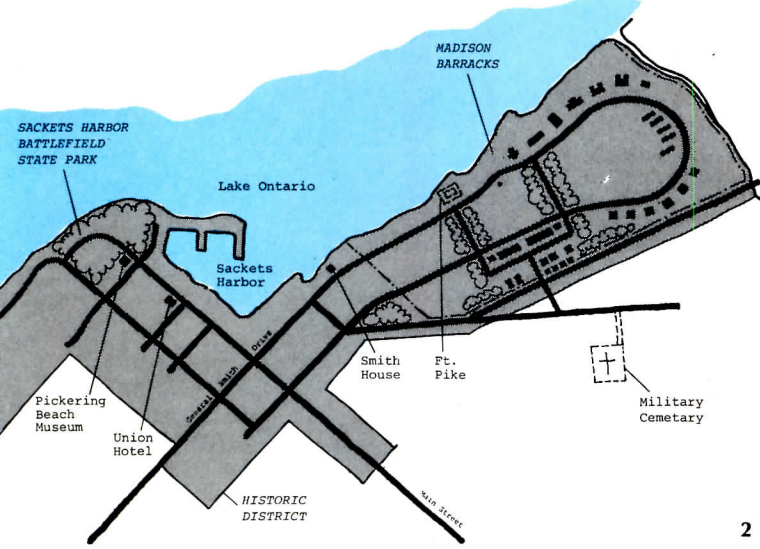 MADISON
BARRACKS
SACKETS HARBOR
BATTLEFIELD
STATE PARK
Lake Ontario
Sackets
Harbor
Smith
House
Ft.
Pike
Pickering
Beach
Museum
Union
Hotel
General Smith Drive
Military
Cemetary
HISTORIC
DISTRICT
Main Street
2